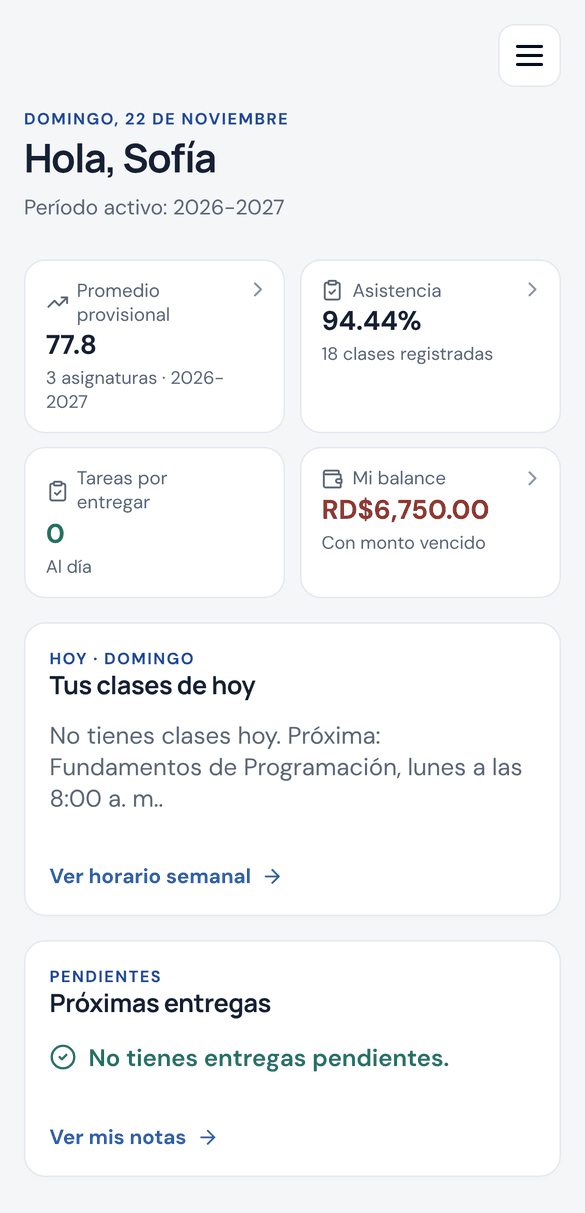 DOMINGO, 22 DE NOVIEMBRE
Hola, Sofía
Período activo: 2026-2027
Promedio
provisional
77.8
3 asignaturas · 2026-
2027
Asistencia
94.44%
18 clases registradas
Tareas por
entregar
0
Al día
Mi balance
RD$6,750.00
Con monto vencido
HOY · DOMINGO
Tus clases de hoy
No tienes clases hoy. Próxima:
Fundamentos de Programación, lunes a las
8:00 a. m..
Ver horario semanal
PENDIENTES
Próximas entregas
No tienes entregas pendientes.
Ver mis notas